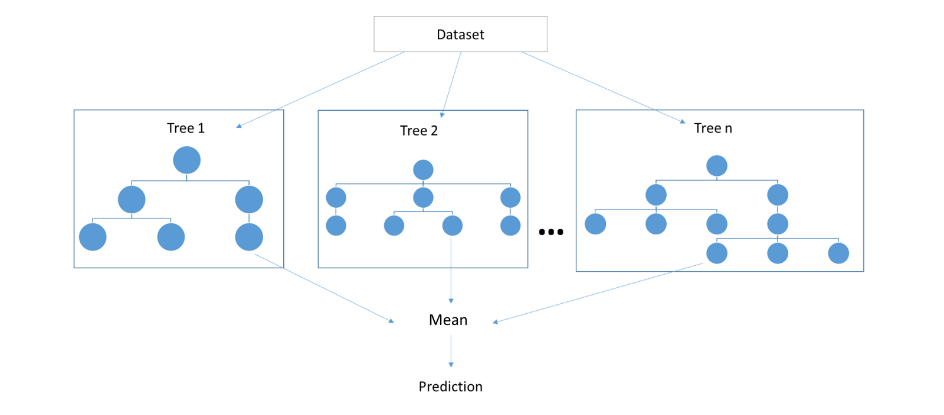 Dataset
Tree 1
Tree 2
Tree n
...
Mean
Prediction